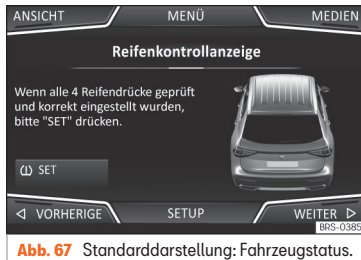 ANSICHT
MENÜ
MEDIEN
Reifenkontrollanzeige
Wenn alle 4 Reifendrücke geprüft
und korrekt eingestellt wurden,
bitte "SET" drücken.
SET
VORHERIGE
SETUP
WEITER
BRS-0385
Abb. 67 Standarddarstellung: Fahrzeugstatus.